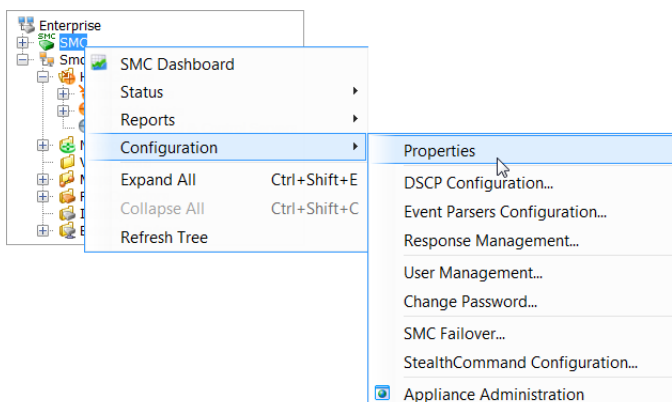 Enterprise
SMC
SMC
SMC Dashboard
Status
Reports
Configuration
Properties
Expand All Ctrl+Shift+E
DSCP Configuration...
Collapse All Ctrl+Shift+C
Event Parsers Configuration...
Refresh Tree
Response Management...
User Management...
Change Password...
SMC Failover...
StealthCommand Configuration...
Appliance Administration